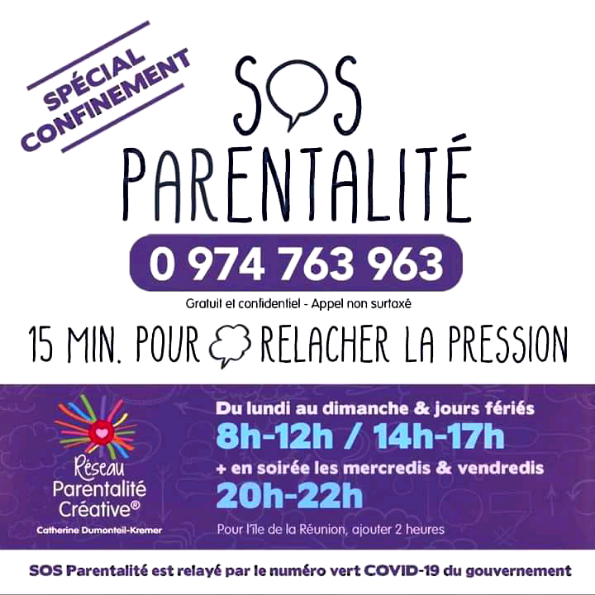 SPÉCIAL
CONFINEMENT
SOS
PARENTALITÉ
0 974 763 963
Gratuit et confidentiel - Appel non surtaxé
15 MIN. POUR RELACHER LA PRESSION
Du lundi au dimanche & jours fériés
8h-12h / 14h-17h
+ en soirée les mercredis & vendredis
20h-22h
Pour l'île de la Réunion, ajouter 2 heures
Réseau
Parentalité
Créative®
Catherine Dumonteil-Kremer
SOS Parentalité est relayé par le numéro vert COVID-19 du gouvernement